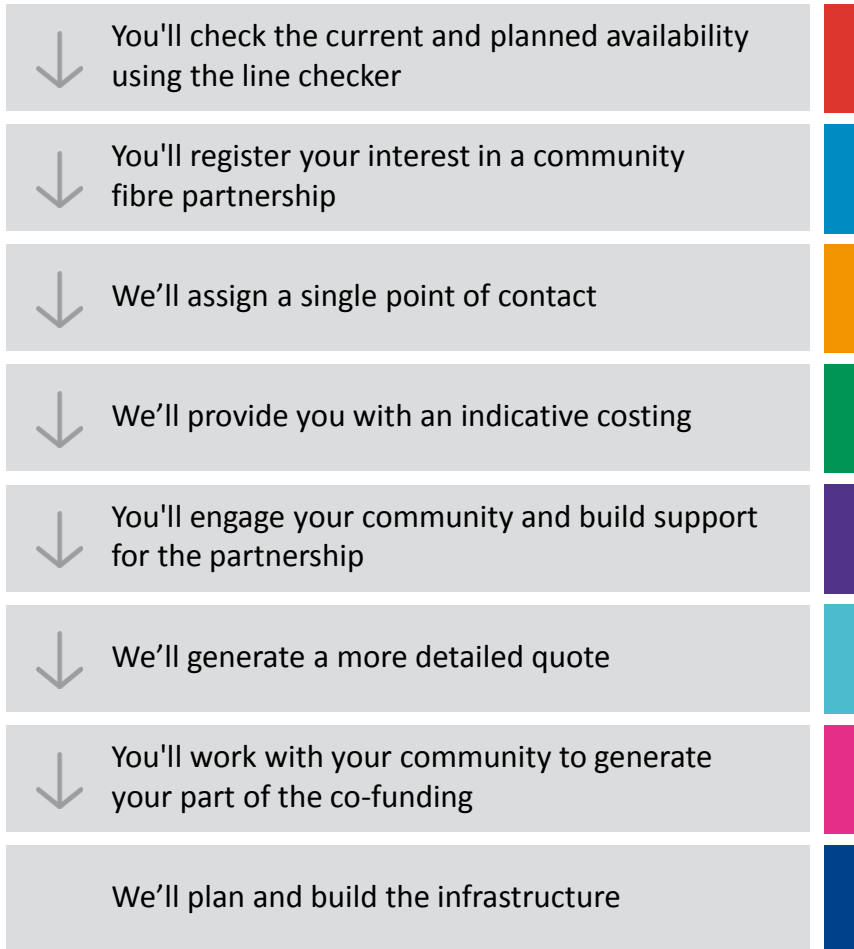 You'll check the current and planned availability
using the line checker
You'll register your interest in a community
fibre partnership
We’ll assign a single point of contact
We’ll provide you with an indicative costing
You'll engage your community and build support
for the partnership
We’ll generate a more detailed quote
You'll work with your community to generate
your part of the co-funding
We’ll plan and build the infrastructure